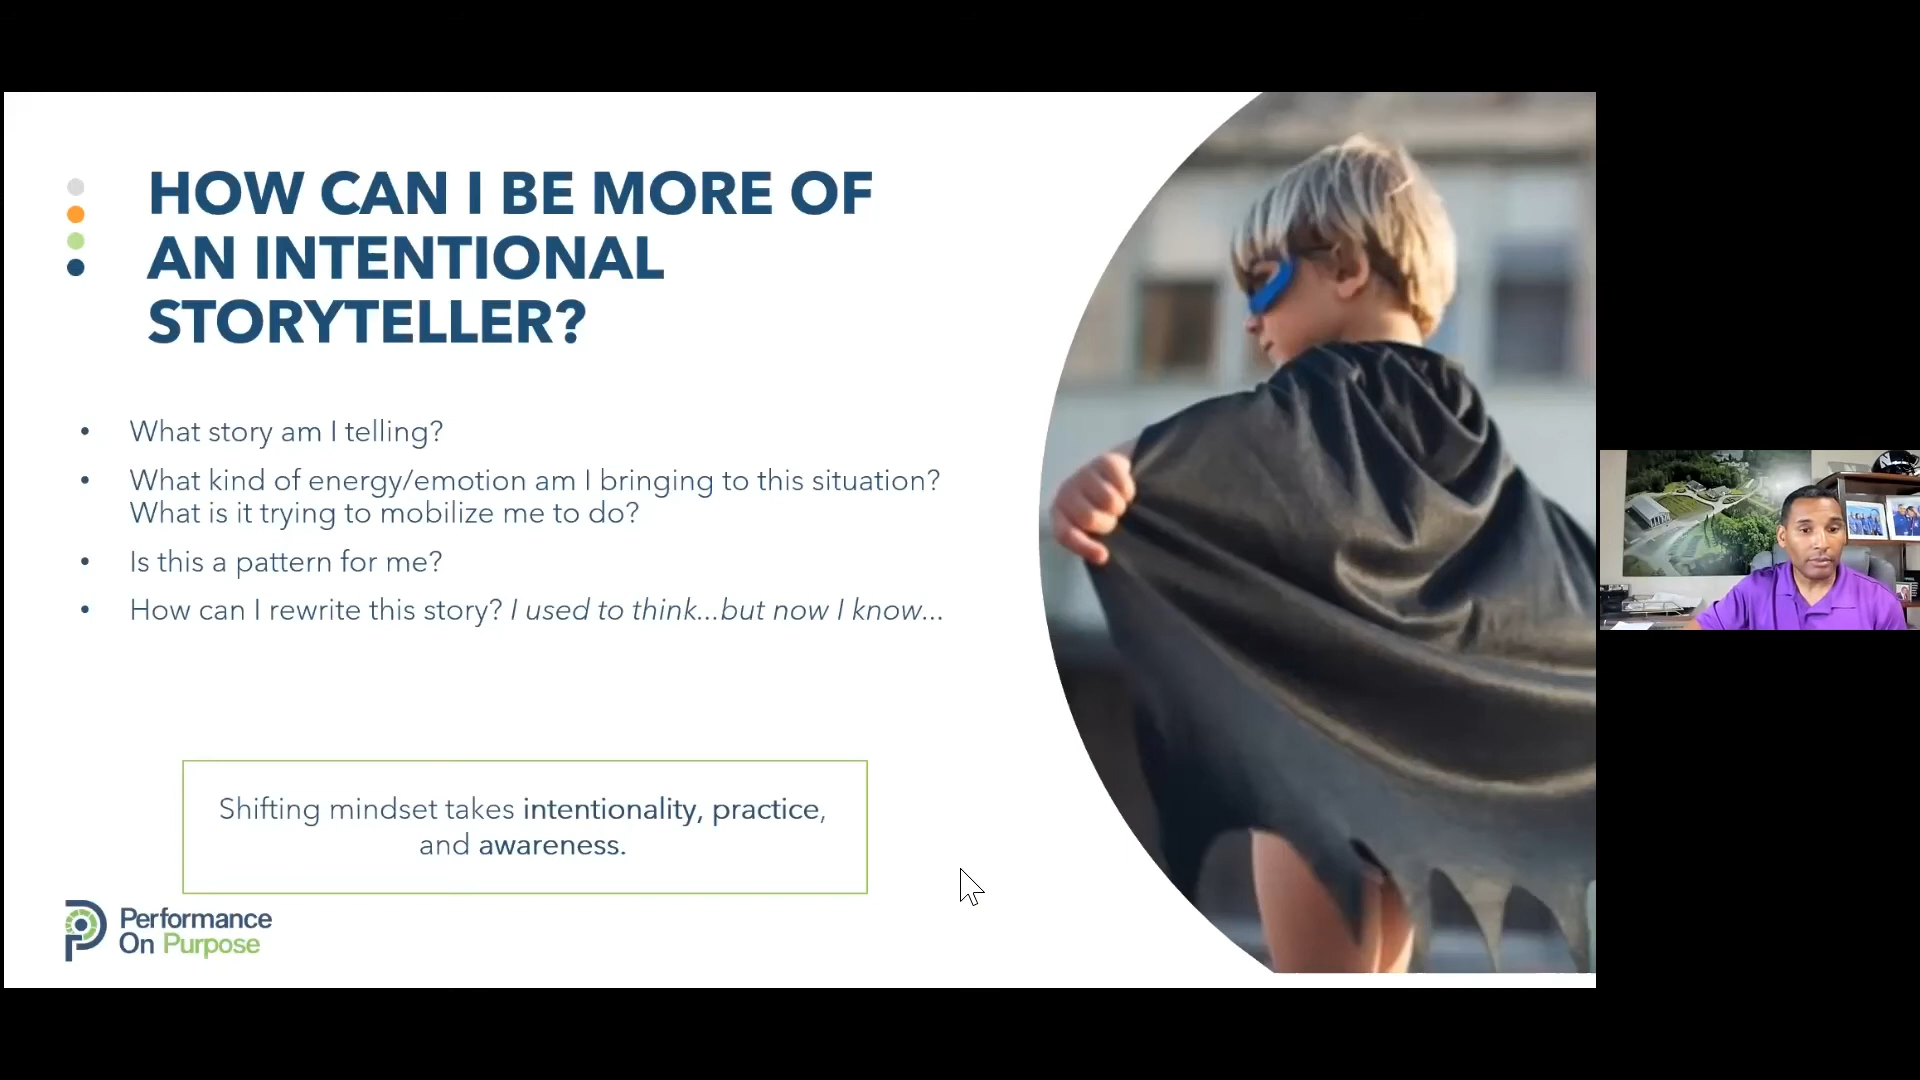 HOW CAN I BE MORE OF
AN INTENTIONAL
STORYTELLER?
• What story am I telling?
• What kind of energy/emotion am I bringing to this situation?
What is it trying to mobilize me to do?
• Is this a pattern for me?
• How can I rewrite this story? I used to think...but now I know...
Shifting mindset takes intentionality, practice,
and awareness.
Performance
On Purpose